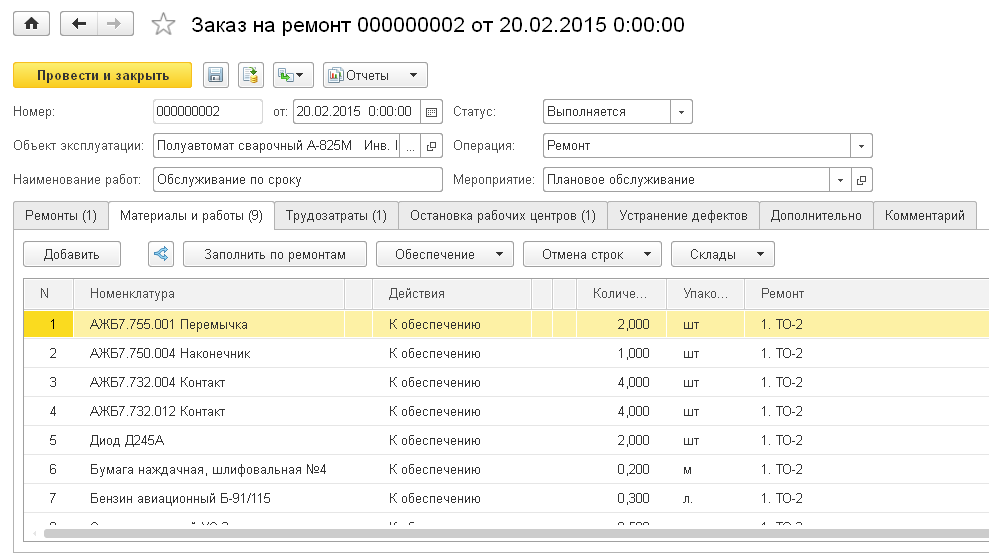 Заказ на ремонт 000000002 от 20.02.2015 0:00:00
Провести и закрыть Отчеты
Номер: 000000002 от: 20.02.2015 0:00:00 Статус: Выполняется
Объект эксплуатации: Полуавтомат сварочный А-825М Инв. ... Операция: Ремонт
Наименование работ: Обслуживание по сроку Мероприятие: Плановое обслуживание
Ремонты (1) Материалы и работы (9) Трудозатраты (1) Остановка рабочих центров (1) Устранение дефектов Дополнительно Комментарий
Добавить Заполнить по ремонтам Обеспечение Отмена строк Склады
N Номенклатура Действия Количе... Упако... Ремонт
1 АЖБ7.755.001 Перемычка К обеспечению 2,000 шт 1. ТО-2
2 АЖБ7.750.004 Наконечник К обеспечению 1,000 шт 1. ТО-2
3 АЖБ7.732.004 Контакт К обеспечению 4,000 шт 1. ТО-2
4 АЖБ7.732.012 Контакт К обеспечению 4,000 шт 1. ТО-2
5 Диод Д245А К обеспечению 2,000 шт 1. ТО-2
6 Бумага наждачная, шлифовальная №4 К обеспечению 0,200 м 1. ТО-2
7 Бензин авиационный Б-91/115 К обеспечению 0,300 л. 1. ТО-2